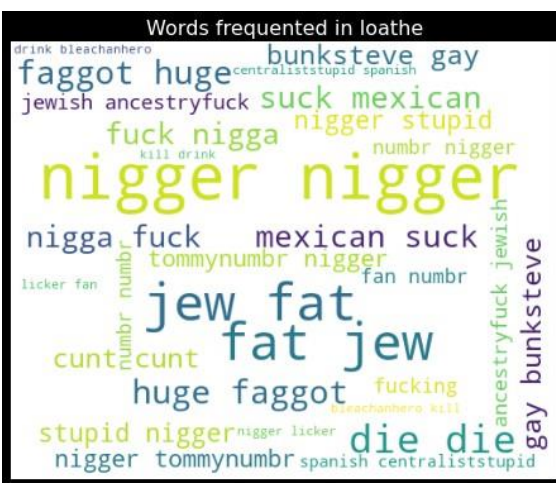 Words frequented in loathe
drink bleachanhero
bunksteve gay
faggot huge
centraliststupid spanish
jewish ancestryfuck
suck mexican
nigger stupid
fuck nigga
kill drink
numbr nigger
nigger nigger
nigga fuck
mexican suck
tommynumbr nigger
fan numbr
licker fan
numbr numbr
jew fat
fat jew
cunt cunt
ancestryfuck jewish
gay bunksteve
huge faggot
fucking
bleachanhero kill
stupid nigger
nigger licker
die die
nigger tommynumbr
spanish centraliststupid